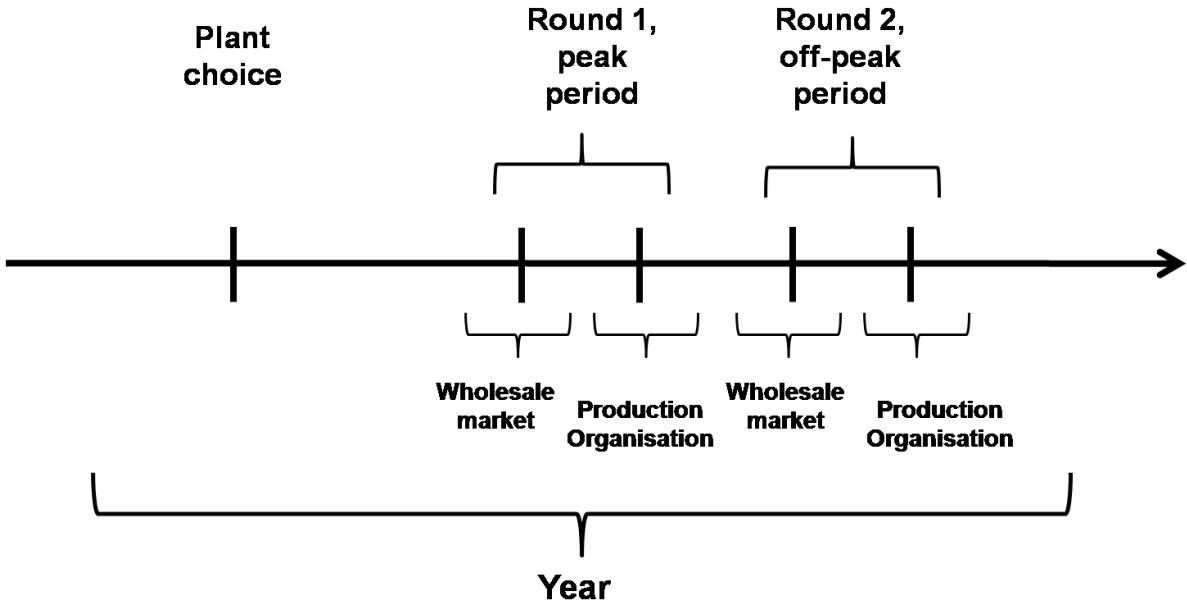 Plant
choice
Round 1,
peak
period
Round 2,
off-peak
period
Wholesale
market
Production
Organisation
Wholesale
market
Production
Organisation
Year